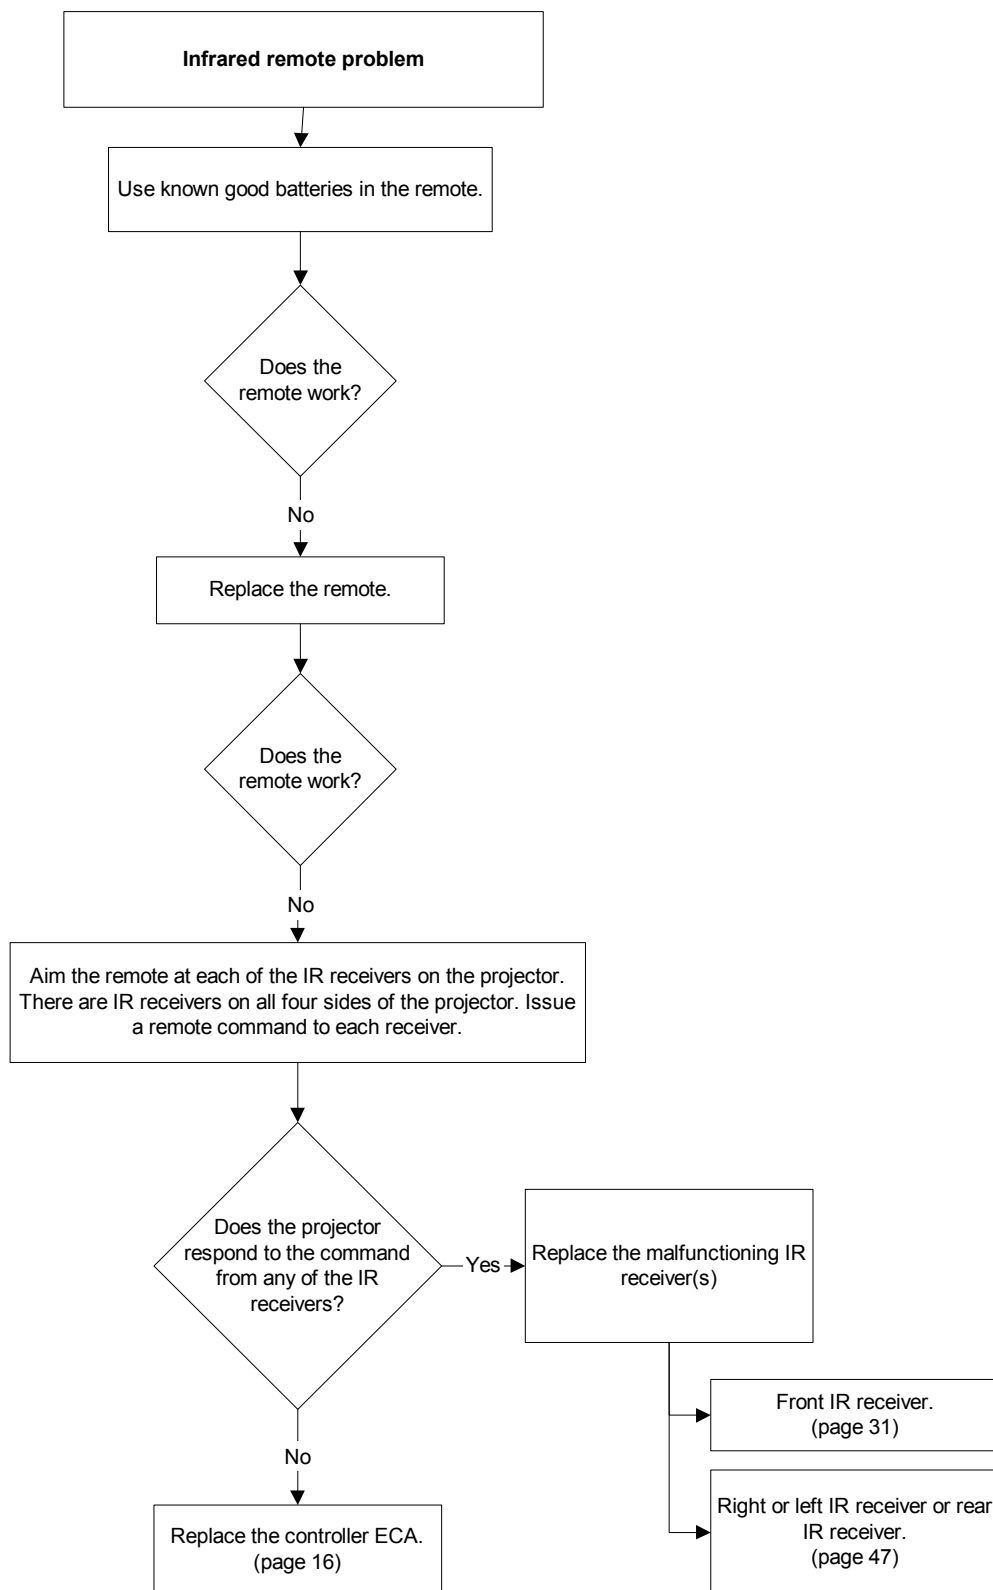 Infrared remote problem
Use known good batteries in the remote.
Does the
remote work?
No
Replace the remote.
Does the
remote work?
No
Aim the remote at each of the IR receivers on the projector.
There are IR receivers on all four sides of the projector. Issue
a remote command to each receiver.
Does the projector
respond to the command
from any of the IR
receivers?
Yes
Replace the malfunctioning IR
receiver(s)
Front IR receiver.
(page 31)
Right or left IR receiver or rear
IR receiver.
(page 47)
No
Replace the controller ECA.
(page 16)